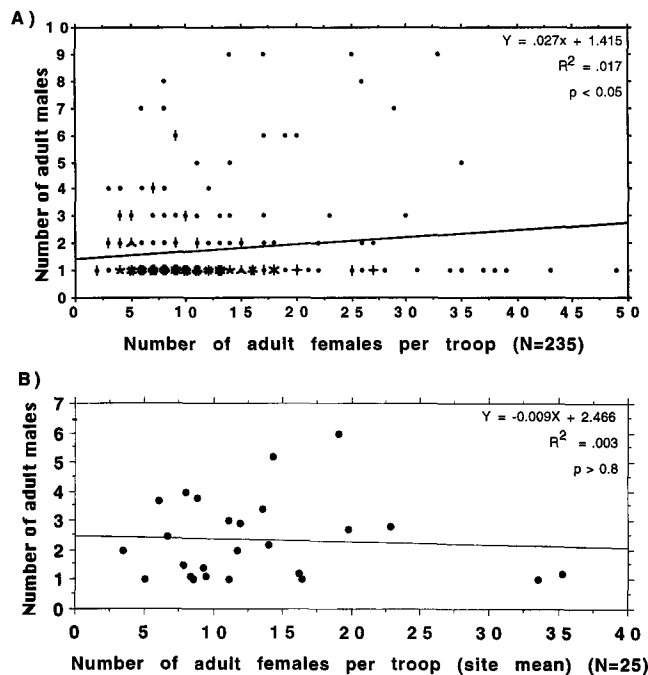 A)
Number of adult males
10
9
8
7
6
5
4
3
2
1
0
Y = .027x + 1.415
R² = .017
p < 0.05
0 5 10 15 20 25 30 35 40 45 50
Number of adult females per troop (N=235)
B)
Number of adult males
7
6
5
4
3
2
1
0
Y = -0.009X + 2.466
R² = .003
p > 0.8
0 5 10 15 20 25 30 35 40
Number of adult females per troop (site mean) (N=25)